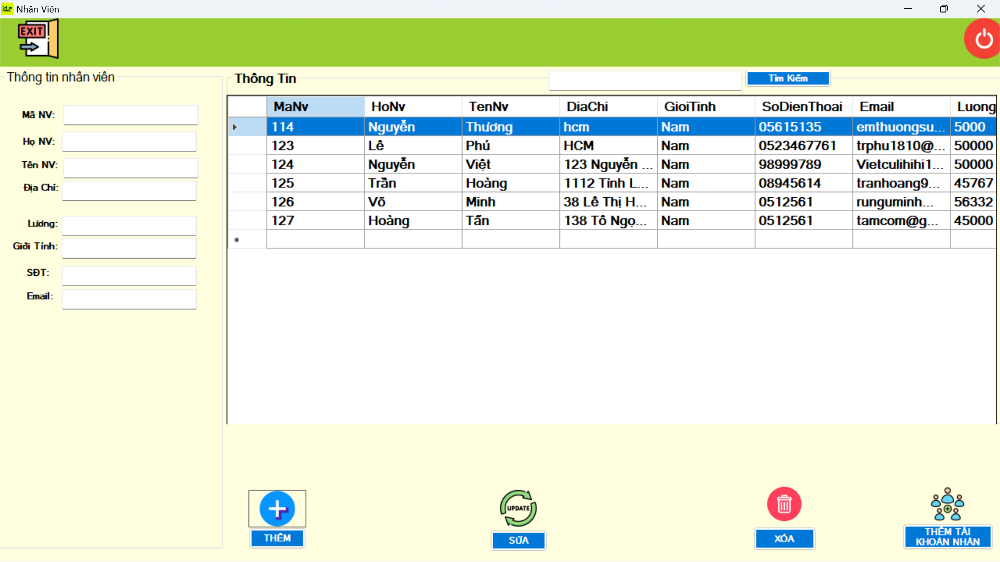 Nhân Viên
EXIT
Thông tin nhân viên
Mã NV:
Họ NV:
Tên NV:
Địa Chỉ:
Lương:
Giới Tính:
SĐT:
Email:
Thông Tin
Tìm Kiếm
MaNv HoNv TenNv DiaChi GioiTinh SoDienThoai Email Luong
114 Nguyễn Thương hcm Nam 05615135 emthuongsu... 5000
123 Lê Phú HCM Nam 0523467761 trphu1810@... 50000
124 Nguyễn Việt 123 Nguyễn ... Nam 98999789 Vietculihihi1... 50000
125 Trần Hoàng 1112 Tinh L... Nam 08945614 tranhoang9... 45767
126 Võ Minh 38 Lê Thị H... Nam 0512561 runguminh... 56332
127 Hoàng Tấn 138 Tô Ngọ... Nam 0512561 tamcom@g... 45000
UPDATE
THÊM
SỬA
XÓA
THÊM TÀI
KHOẢN NHÂN